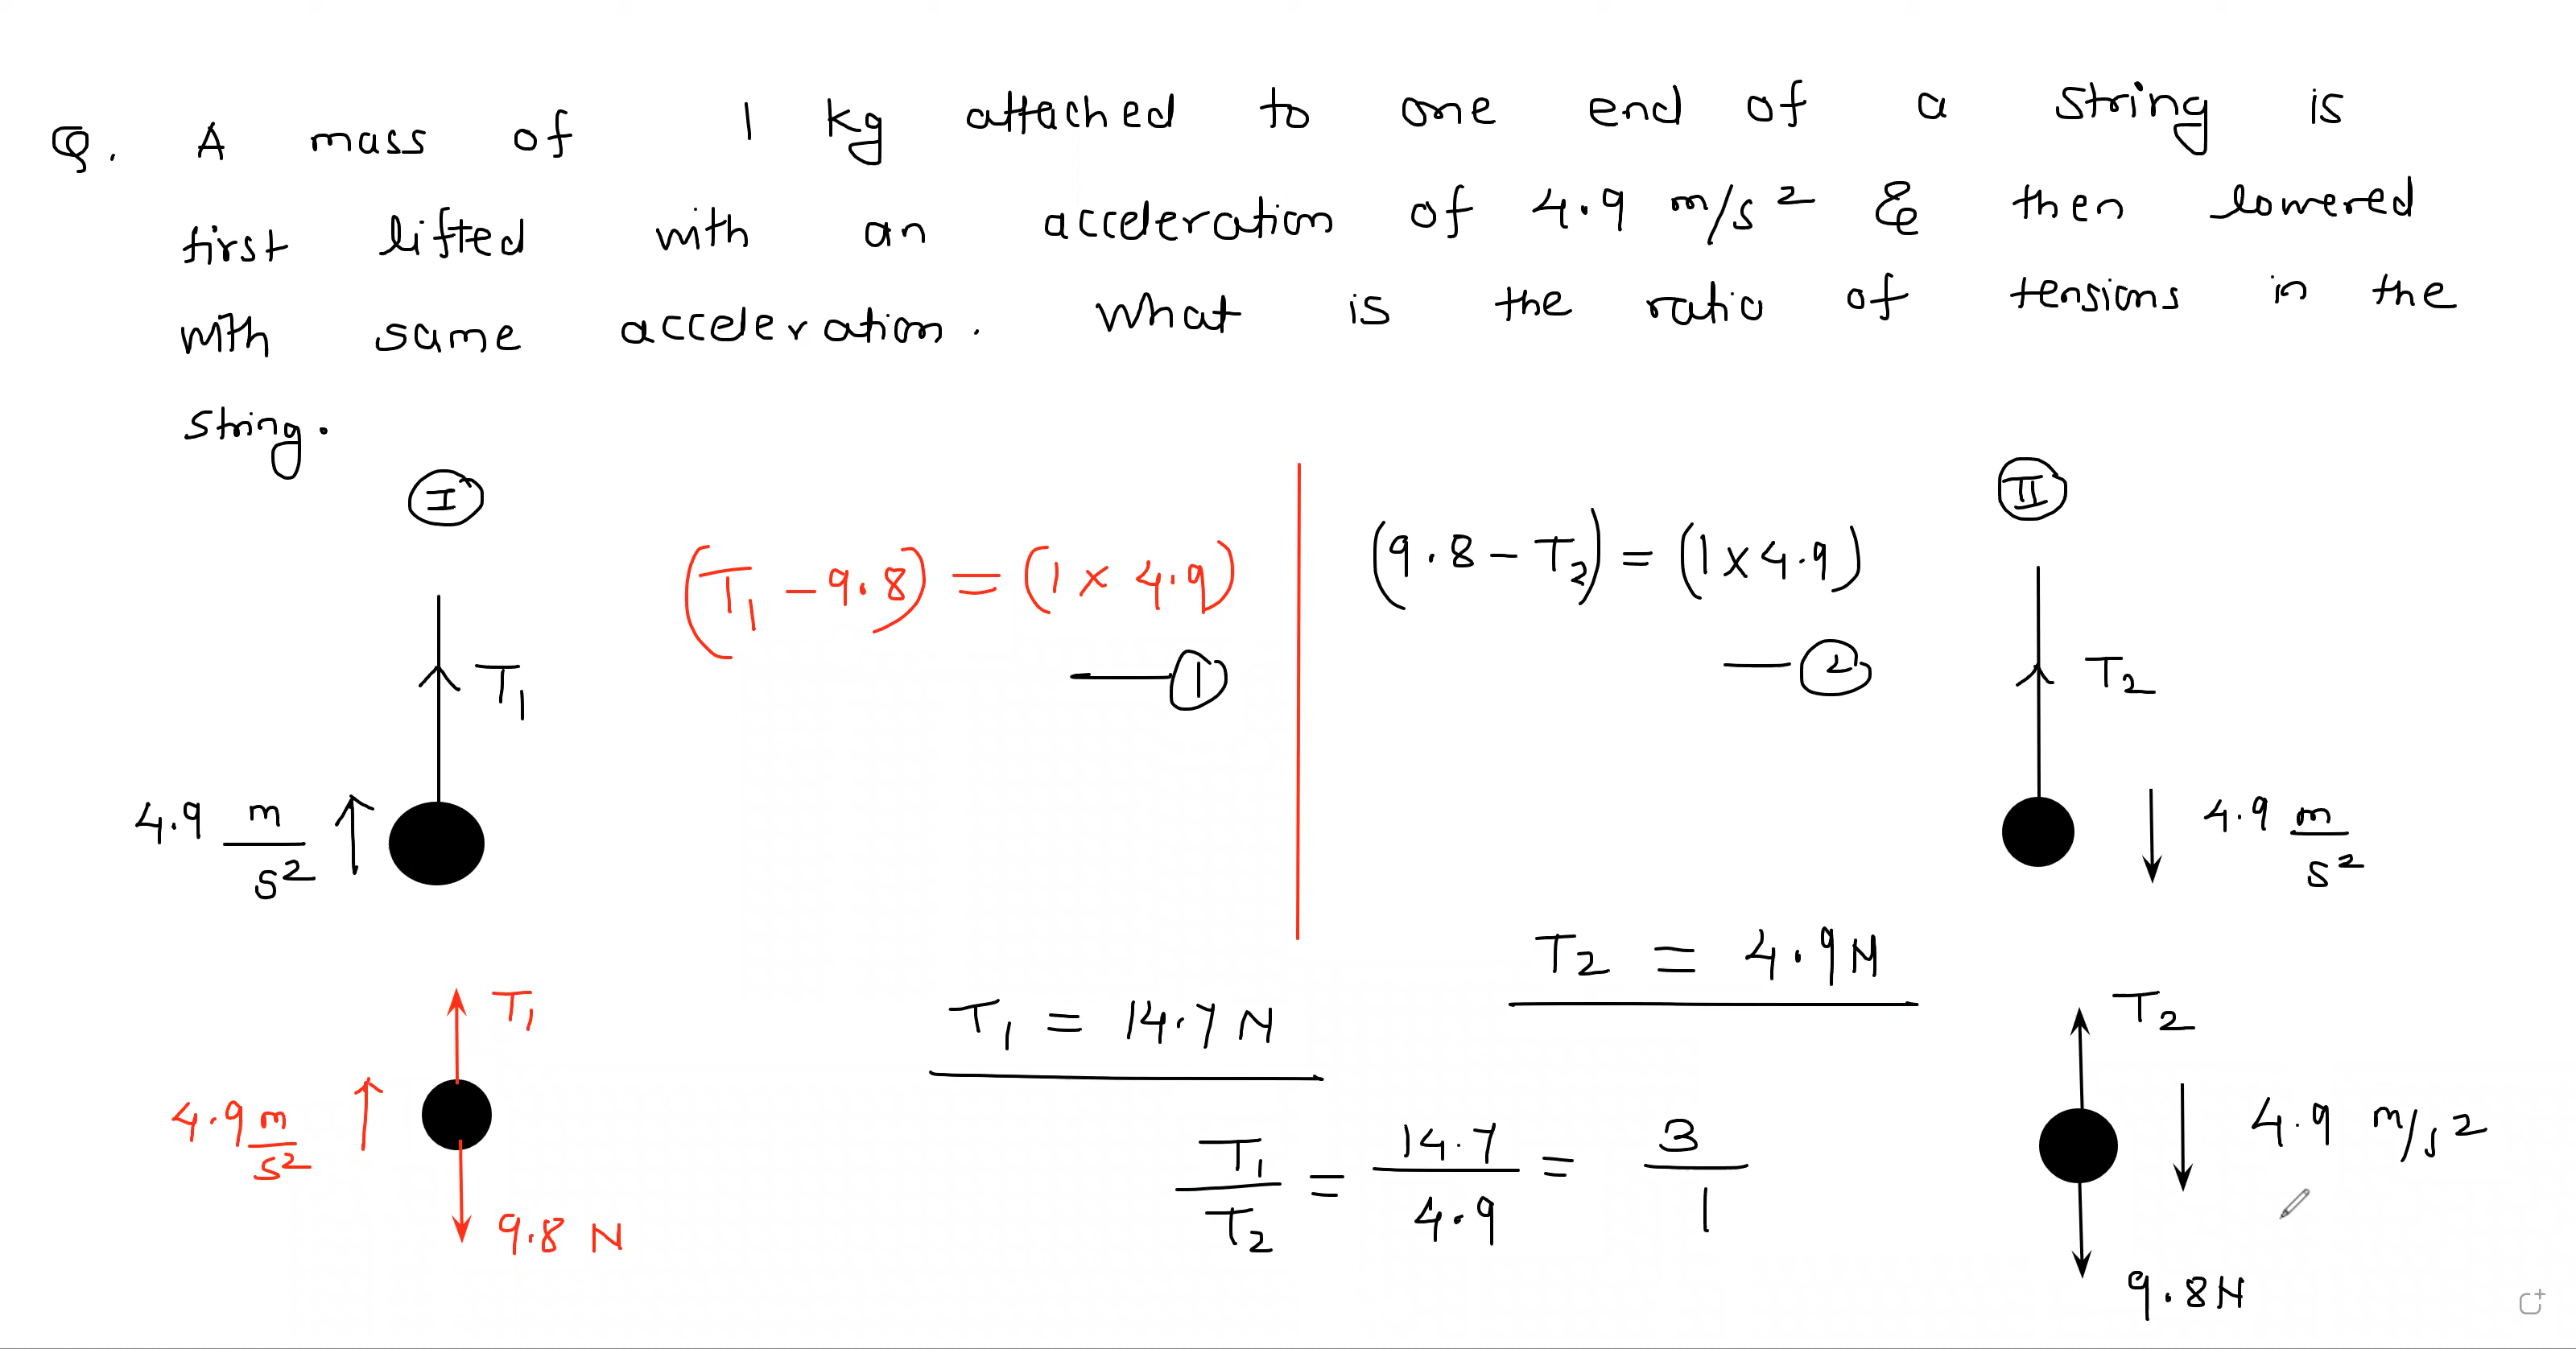 Q. A mass of 1 kg attached to one end of a string is
first lifted with an acceleration of 4.9 m/s² & then lowered
with same acceleration. What is the ratio of tensions in the
string.
I
II
(T₁ - 9.8) = (1 × 4.9)
(9.8 - T₂) = (1 × 4.9)
— 1
— 2
T₁
T₂
4.9 m/s²
4.9 m/s²
T₂ = 4.9 N
T₁ = 14.7 N
T₁
T₂
4.9 m/s²
4.9 m/s²
T₁/T₂ = 14.7/4.9 = 3/1
9.8 N
9.8 N